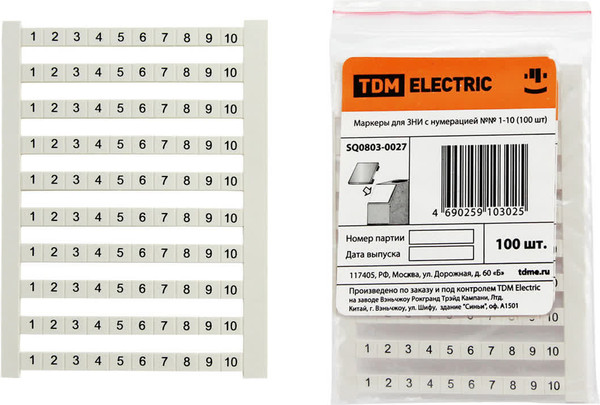 1 2 3 4 5 6 7 8 9 10
1 2 3 4 5 6 7 8 9 10
1 2 3 4 5 6 7 8 9 10
1 2 3 4 5 6 7 8 9 10
1 2 3 4 5 6 7 8 9 10
1 2 3 4 5 6 7 8 9 10
1 2 3 4 5 6 7 8 9 10
1 2 3 4 5 6 7 8 9 10
1 2 3 4 5 6 7 8 9 10
1 2 3 4 5 6 7 8 9 10
TDM ELECTRIC
Маркеры для ЗНИ с нумерацией №№ 1-10 (100 шт)
SQ0803-0027
4 690259 103025
Номер партии
Дата выпуска
100 шт.
117405, РФ, Москва, ул. Дорожная, д. 60 «Б»
tdme.ru
Произведено по заказу и под контролем TDM Electric
на заводе Вэньчжоу Рокгранд Трэйд Кампани, Лтд.
Китай, г. Вэньчжоу, ул. Шифу, здание "Синьи", оф. А1501
1 2 3 4 5 6 7 8 9 10
1 2 3 4 5 6 7 8 9 10